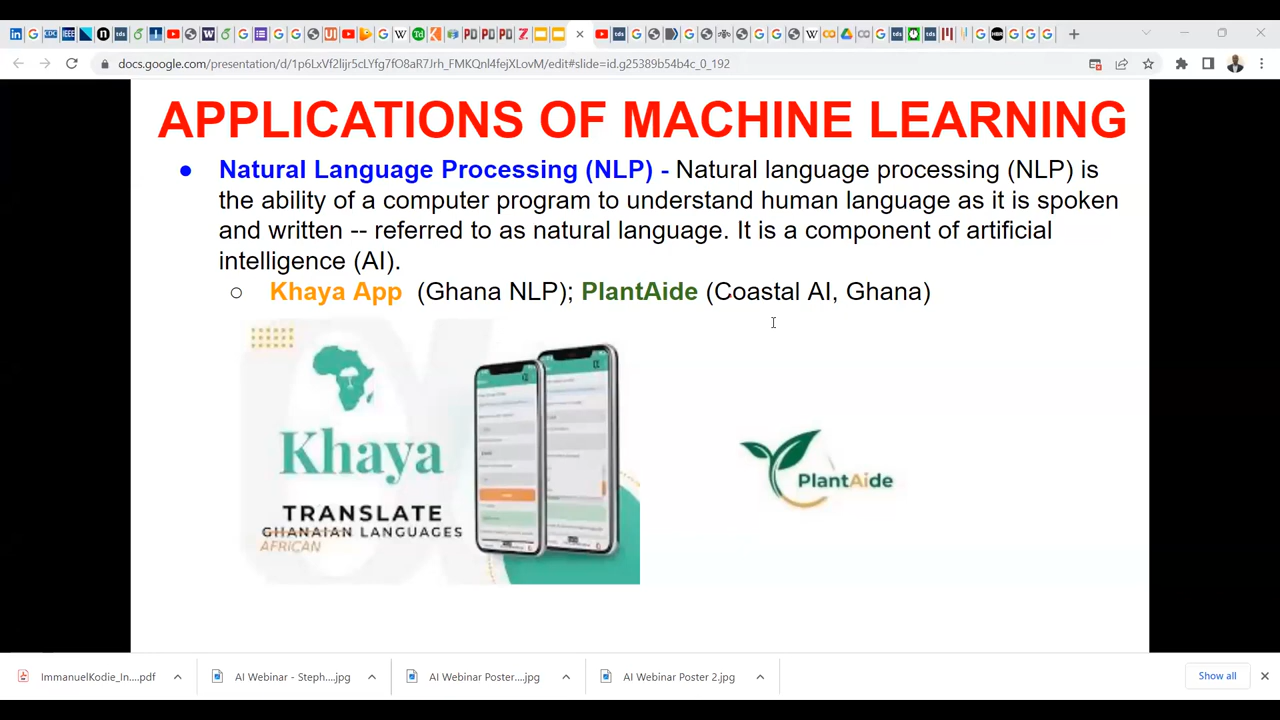 docs.google.com/presentation/d/1p6LxVf2lijr5cLYfg7fO8aR7Jrh_FMKQnl4fejXLovM/edit#slide=id.g25389b54b4c_0_192
APPLICATIONS OF MACHINE LEARNING
● Natural Language Processing (NLP) - Natural language processing (NLP) is
the ability of a computer program to understand human language as it is spoken
and written -- referred to as natural language. It is a component of artificial
intelligence (AI).
○ Khaya App (Ghana NLP); PlantAide (Coastal AI, Ghana)
Khaya
TRANSLATE
GHANAIAN LANGUAGES
AFRICAN
PlantAide
ImmanuelKodie_In....pdf
AI Webinar - Steph....jpg
AI Webinar Poster....jpg
AI Webinar Poster 2.jpg
Show all